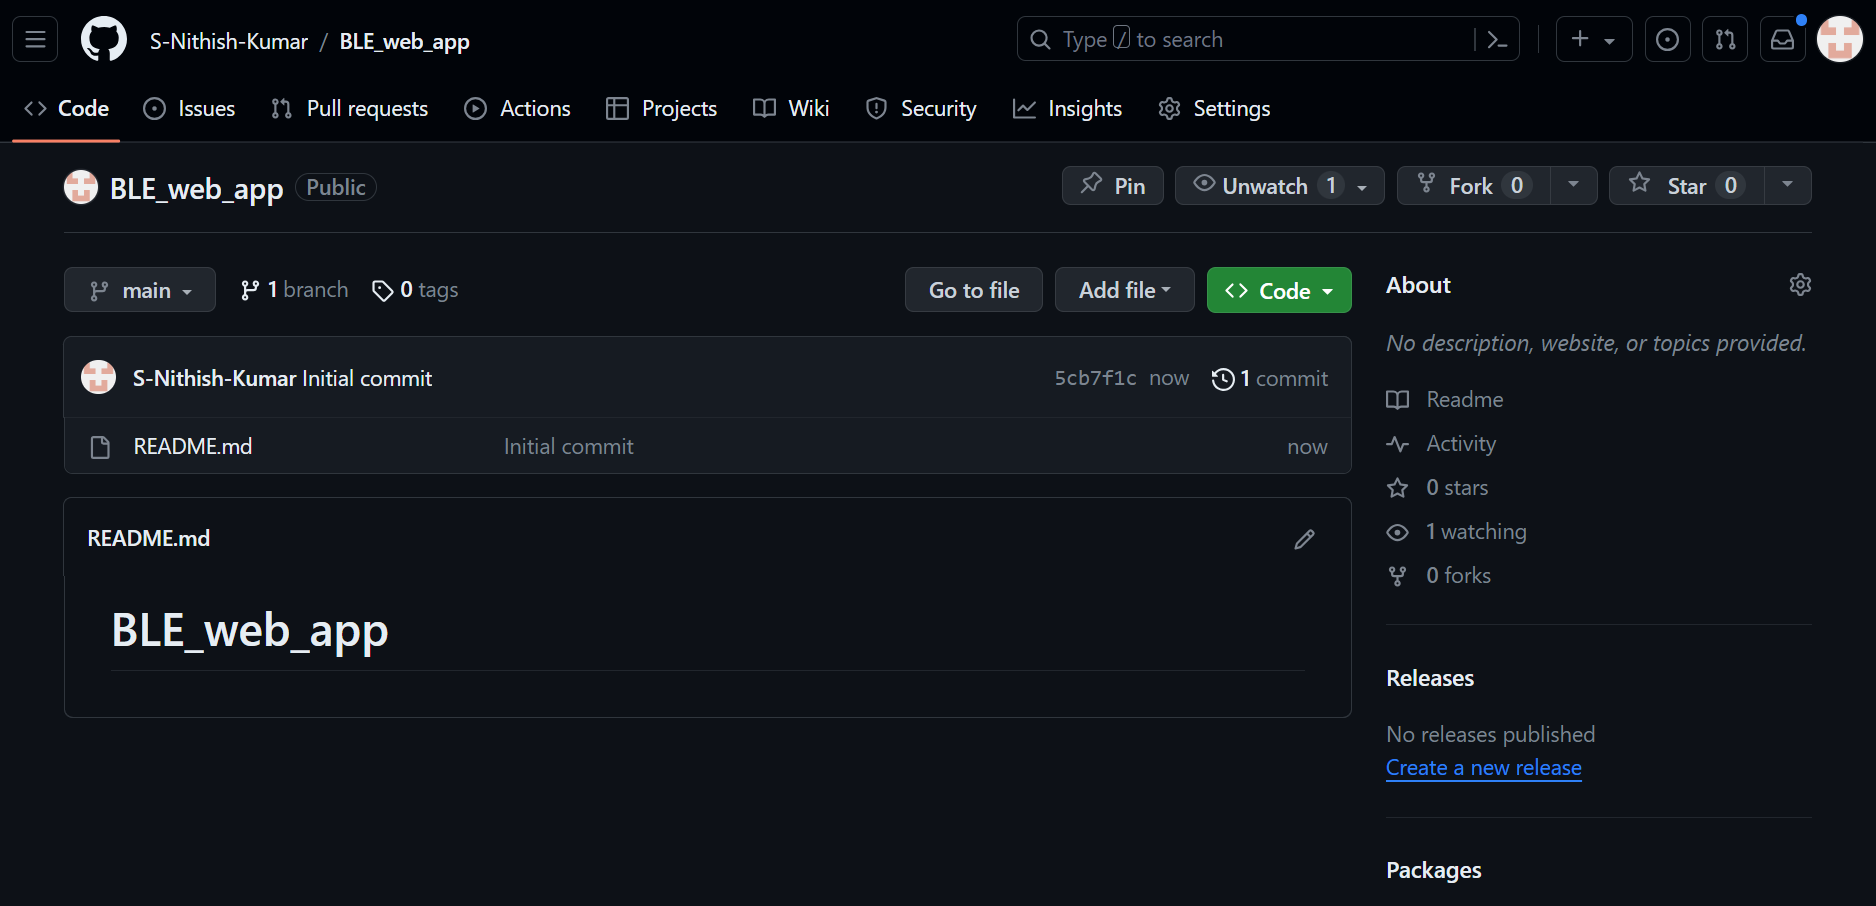 S-Nithish-Kumar / BLE_web_app
Type / to search
Code Issues Pull requests Actions Projects Wiki Security Insights Settings
BLE_web_app Public
Pin Unwatch 1 Fork 0 Star 0
main 1 branch 0 tags Go to file Add file Code
S-Nithish-Kumar Initial commit 5cb7f1c now 1 commit
README.md Initial commit now
README.md
BLE_web_app
About
No description, website, or topics provided.
Readme
Activity
0 stars
1 watching
0 forks
Releases
No releases published
Create a new release
Packages